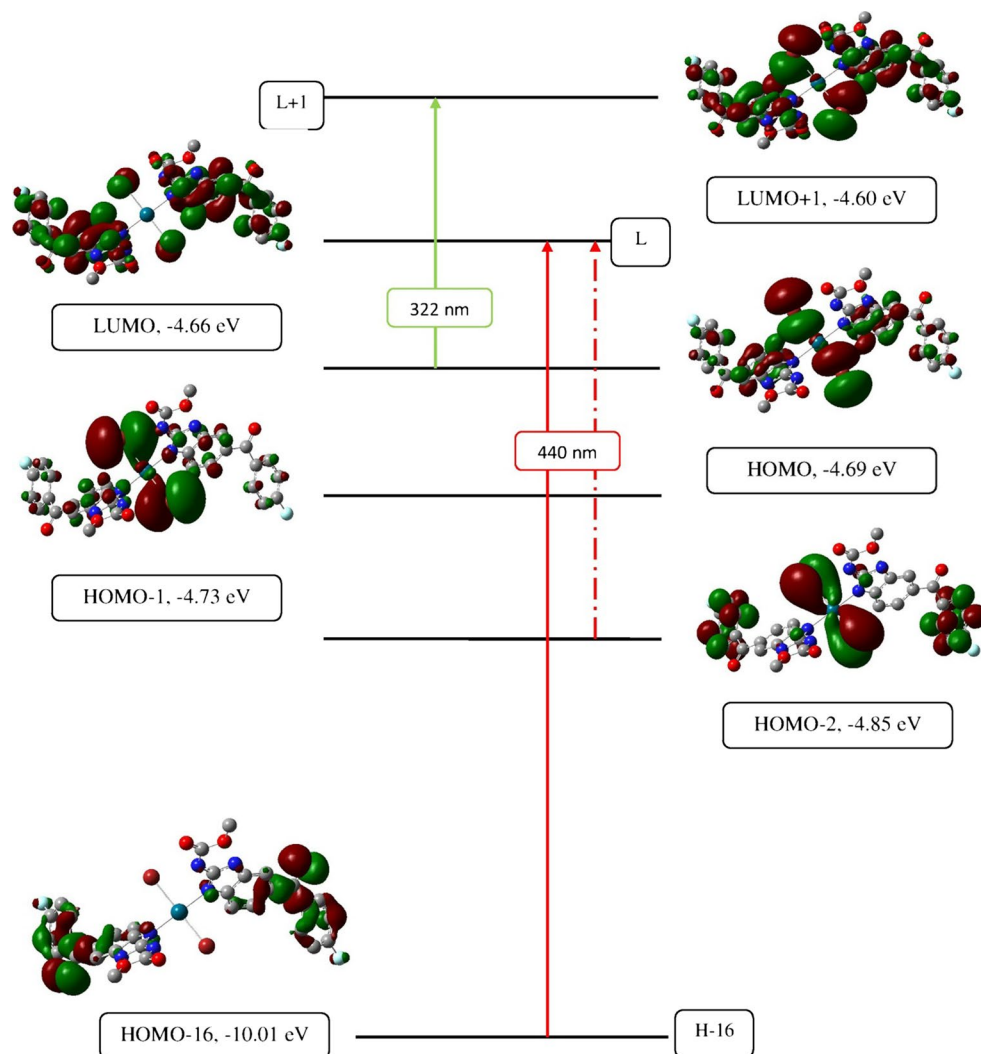 L+1
LUMO+1, -4.60 eV
L
322 nm
LUMO, -4.66 eV
440 nm
HOMO, -4.69 eV
HOMO-1, -4.73 eV
HOMO-2, -4.85 eV
HOMO-16, -10.01 eV
H-16